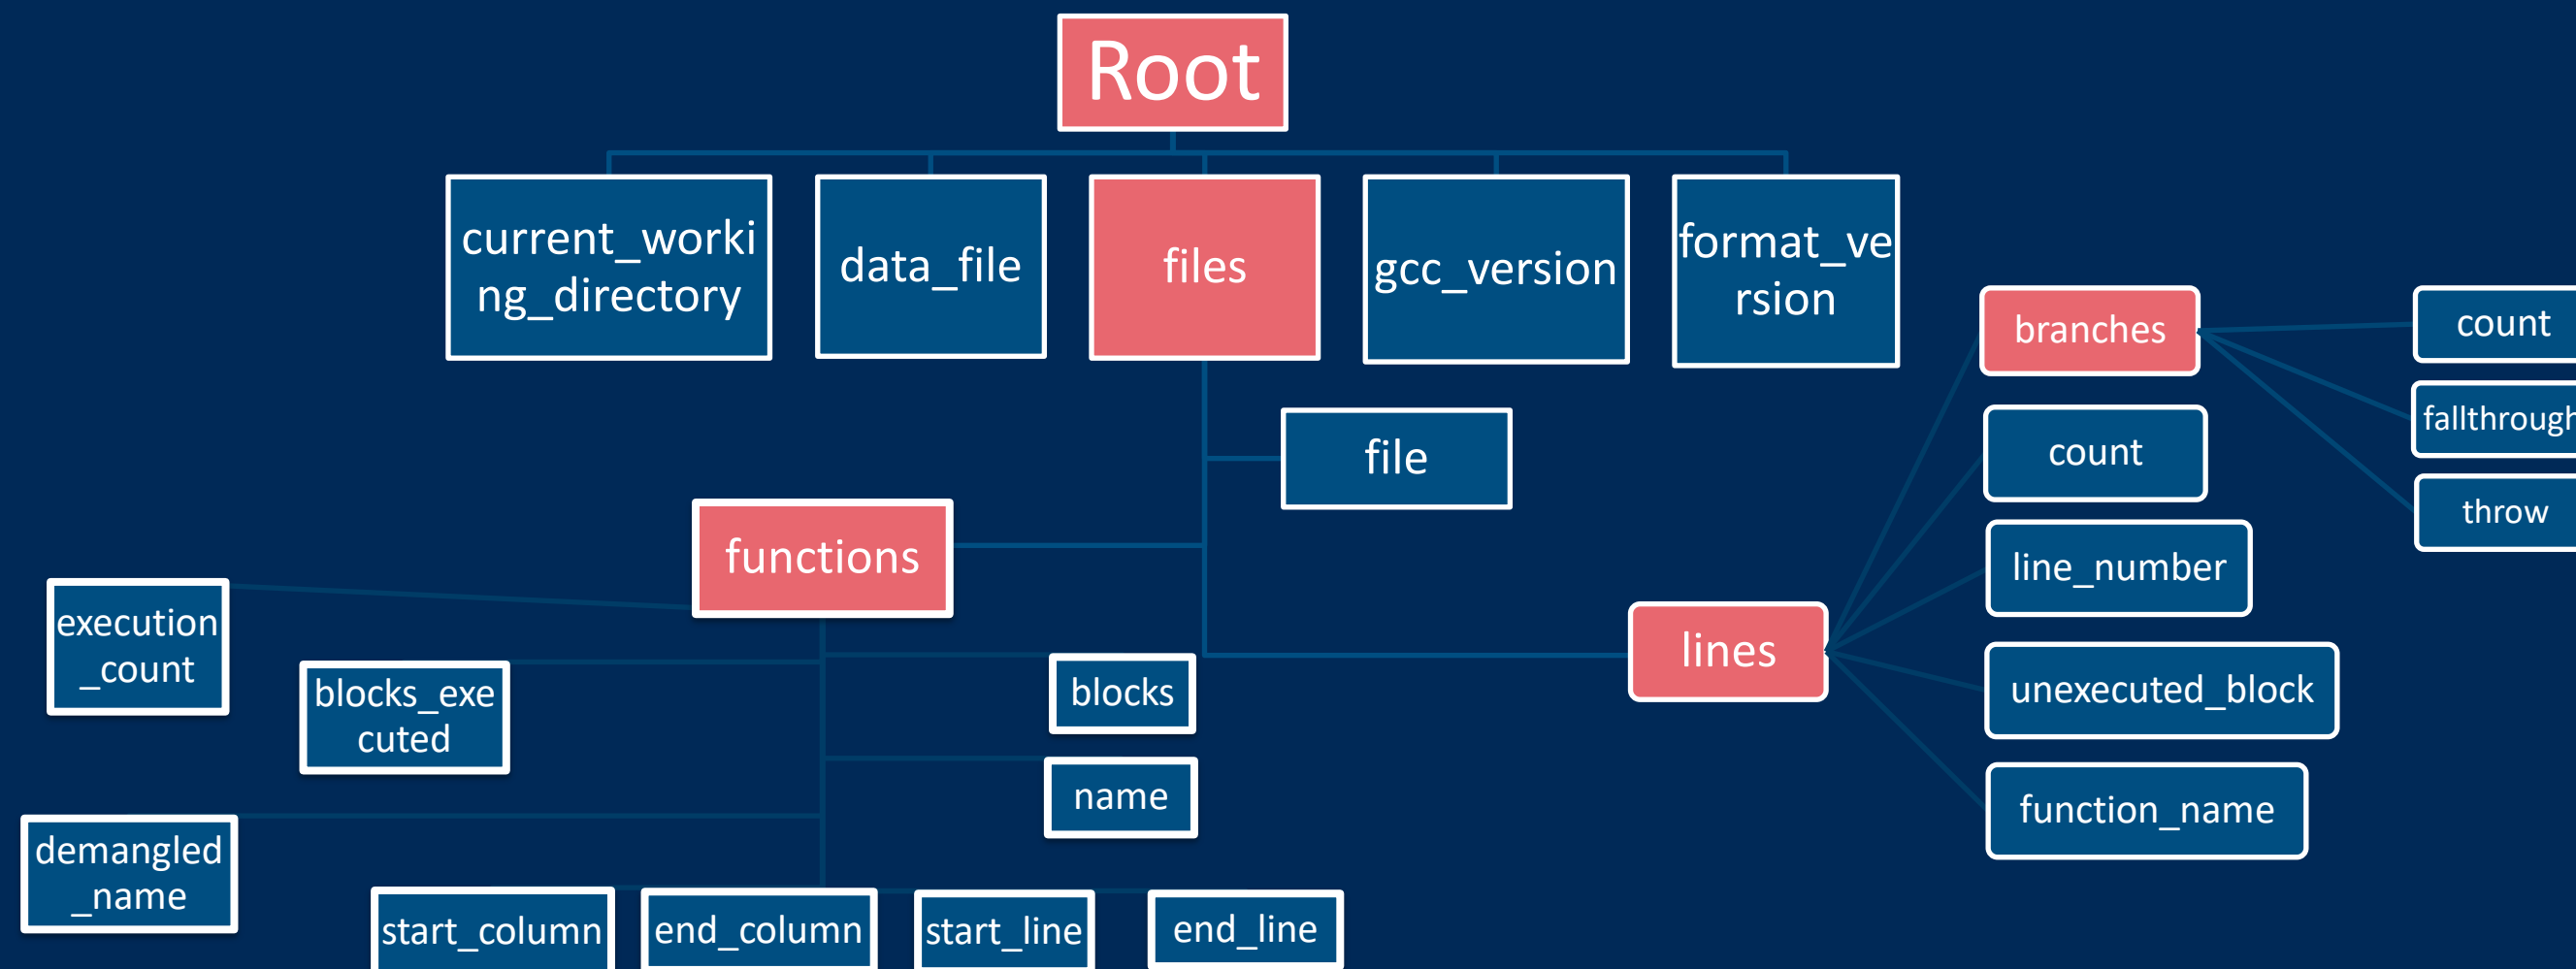 Root
current_worki
ng_directory
data_file
files
gcc_version
format_ve
rsion
branches
count
fallthrough
throw
count
line_number
unexecuted_block
function_name
file
functions
lines
execution
_count
blocks_exe
cuted
blocks
name
demangled
_name
start_column
end_column
start_line
end_line